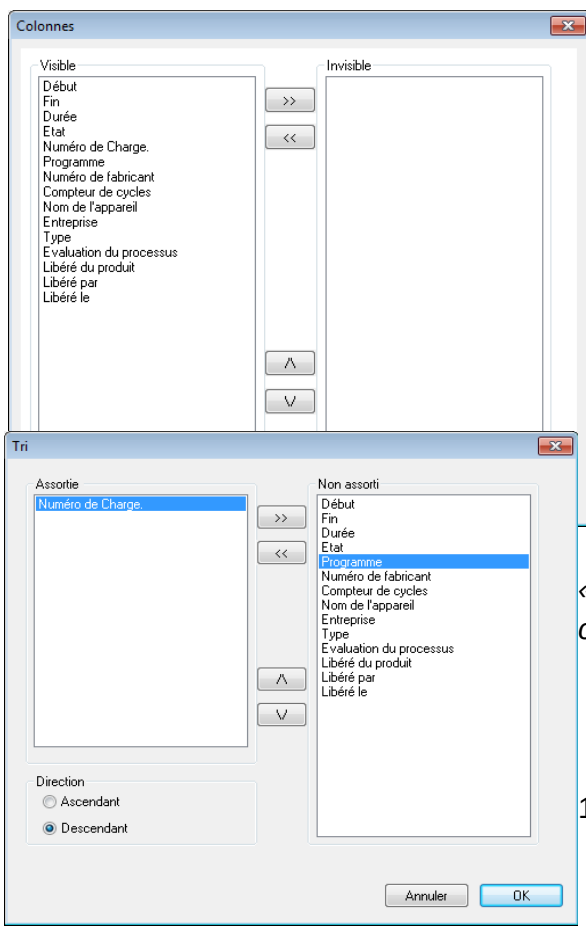 Colonnes
Visible
Invisible
Début
Fin
Durée
Etat
Numéro de Charge.
Programme
Numéro de fabricant
Compteur de cycles
Nom de l'appareil
Entreprise
Type
Evaluation du processus
Libéré du produit
Libéré par
Libéré le
>>
<<
/\
\/
Tri
Assortie
Numéro de Charge.
>>
<<
/\
\/
Non assorti
Début
Fin
Durée
Etat
Programme
Numéro de fabricant
Compteur de cycles
Nom de l'appareil
Entreprise
Type
Evaluation du processus
Libéré du produit
Libéré par
Libéré le
Direction
Ascendant
Descendant
Annuler
OK